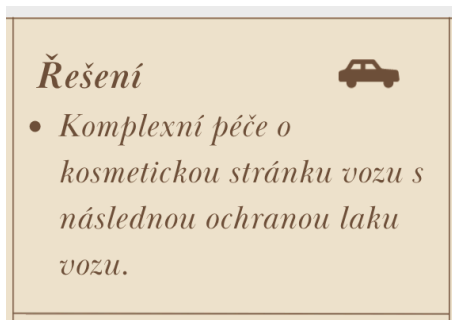 Řešení
• Komplexní péče o
kosmetickou stránku vozu s
následnou ochranou laku
vozu.